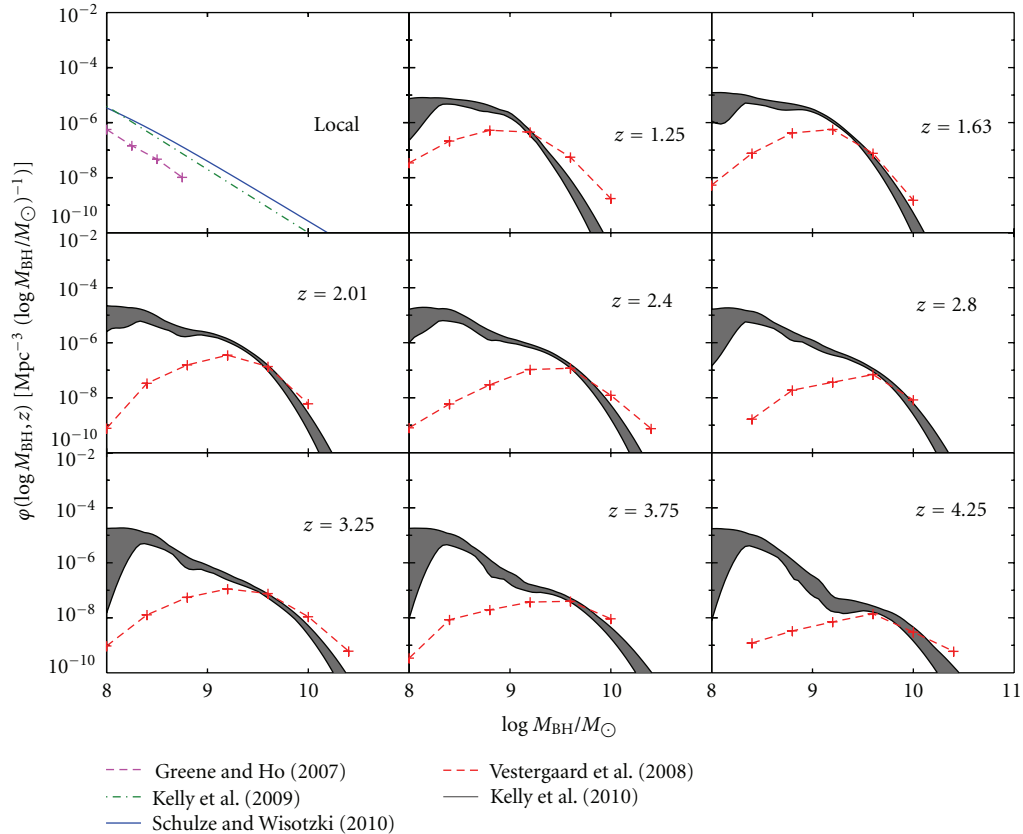 10⁻²
10⁻⁴
10⁻⁶
10⁻⁸
10⁻¹⁰
Local
z = 1.25
z = 1.63
10⁻²
10⁻⁴
10⁻⁶
10⁻⁸
10⁻¹⁰
z = 2.01
z = 2.4
z = 2.8
10⁻²
10⁻⁴
10⁻⁶
10⁻⁸
10⁻¹⁰
z = 3.25
z = 3.75
z = 4.25
φ(log M_BH, z) [Mpc⁻³ (log M_BH/M_⊙)⁻¹)]
8 9 10 8 9 10 8 9 10 11
log M_BH/M_⊙
Greene and Ho (2007)
Kelly et al. (2009)
Schulze and Wisotzki (2010)
Vestergaard et al. (2008)
Kelly et al. (2010)